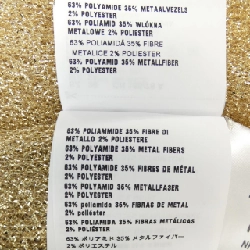 63% POLYAMIDE 35% METALVEZELS
2% POLYESTER
63% POLIAMID 35% WŁÓKNA
METALOWE 2% POLIESTER
63% POLIAMIDĂ 35% FIBRE
METALICE 2% POLIESTER
63% POLYAMID 35% METALLFIBER
2% POLYESTER
63% POLIAMMIDE 35% FIBRE DI
METALLO 2% POLIESTERE
63% POLYAMIDE 35% METAL FIBERS
2% POLYESTER
63% POLYAMIDE 35% FIBRES DE MÉTAL
2% POLYESTER
63% POLYAMID 35% METALLFASER
2% POLYESTER
63% poliamida 35% FIBRAS DE METAL
2% poliéster
63% POLIAMIDA 35% FIBRAS METÁLICAS
2% POLIÉSTER
63% ポリアミド 35% メタルファイバー
2% ポリエステル